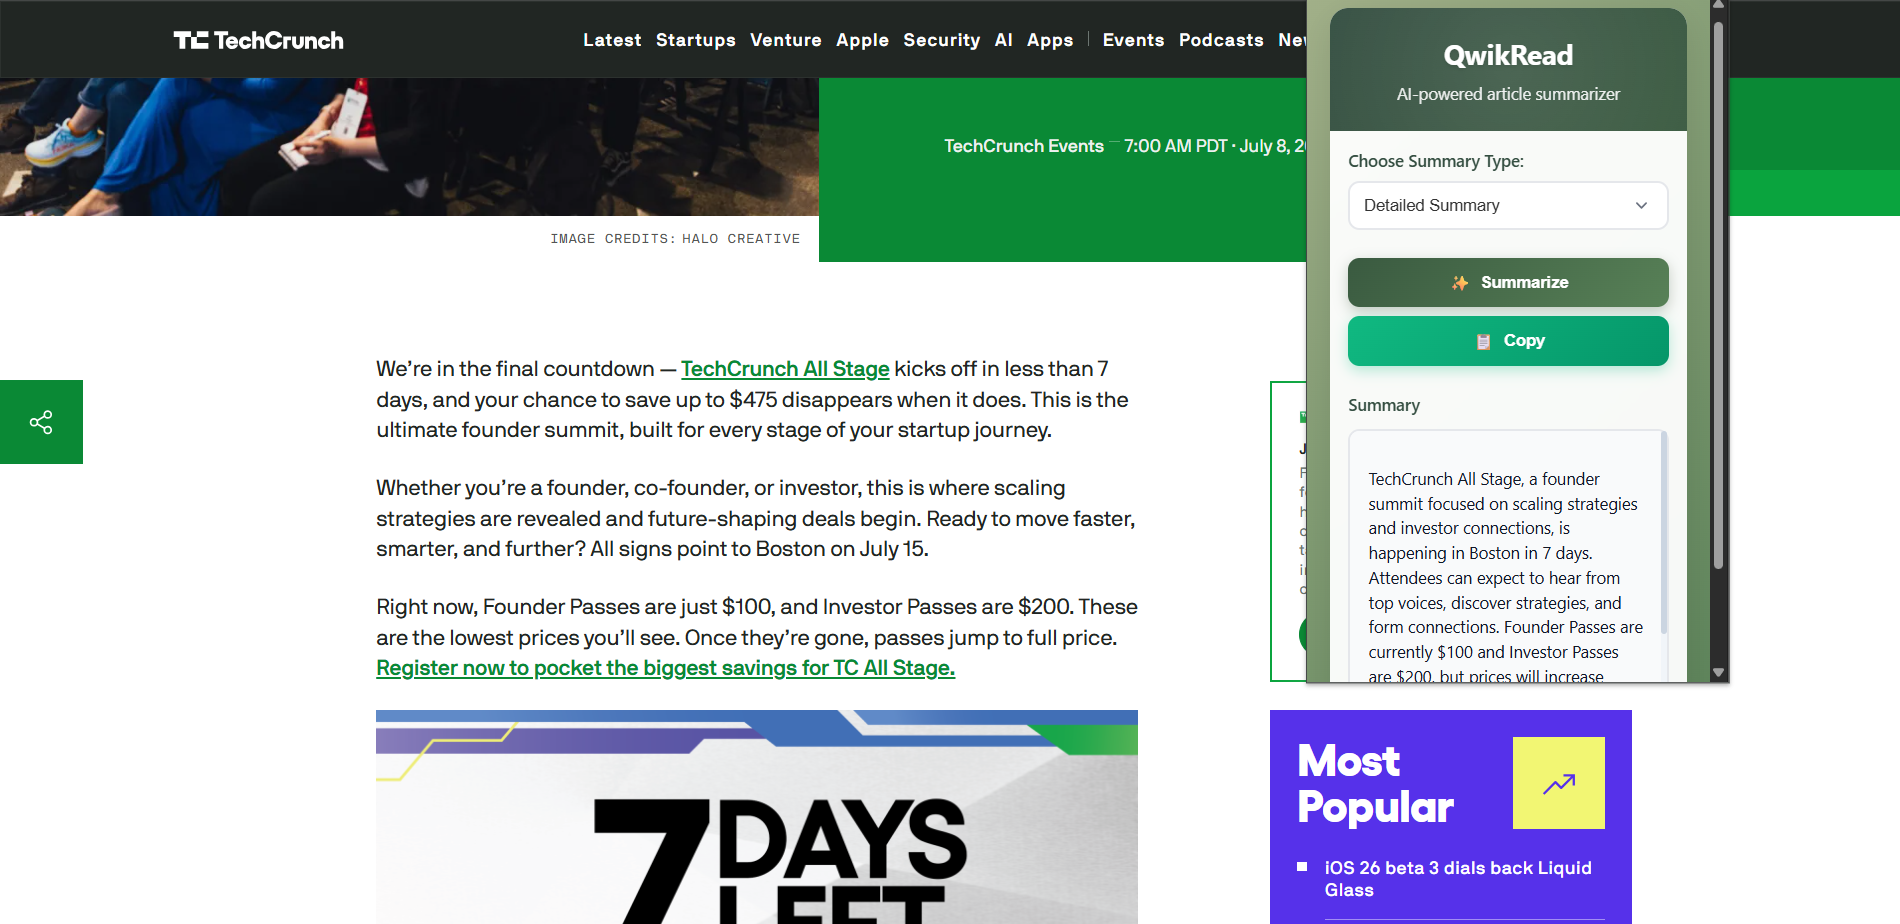 TechCrunch
Latest Startups Venture Apple Security AI Apps Events Podcasts
TechCrunch Events — 7:00 AM PDT · July 8,
IMAGE CREDITS: HALO CREATIVE
We’re in the final countdown — TechCrunch All Stage kicks off in less than 7
days, and your chance to save up to $475 disappears when it does. This is the
ultimate founder summit, built for every stage of your startup journey.
Whether you’re a founder, co-founder, or investor, this is where scaling
strategies are revealed and future-shaping deals begin. Ready to move faster,
smarter, and further? All signs point to Boston on July 15.
Right now, Founder Passes are just $100, and Investor Passes are $200. These
are the lowest prices you’ll see. Once they’re gone, passes jump to full price.
Register now to pocket the biggest savings for TC All Stage.
7 DAYS
LEFT
QwikRead
AI-powered article summarizer
Choose Summary Type:
Detailed Summary
✨ Summarize
📋 Copy
Summary
TechCrunch All Stage, a founder
summit focused on scaling strategies
and investor connections, is
happening in Boston in 7 days.
Attendees can expect to hear from
top voices, discover strategies, and
form connections. Founder Passes are
currently $100 and Investor Passes
are $200, but prices will increase
Most
Popular
iOS 26 beta 3 dials back Liquid
Glass